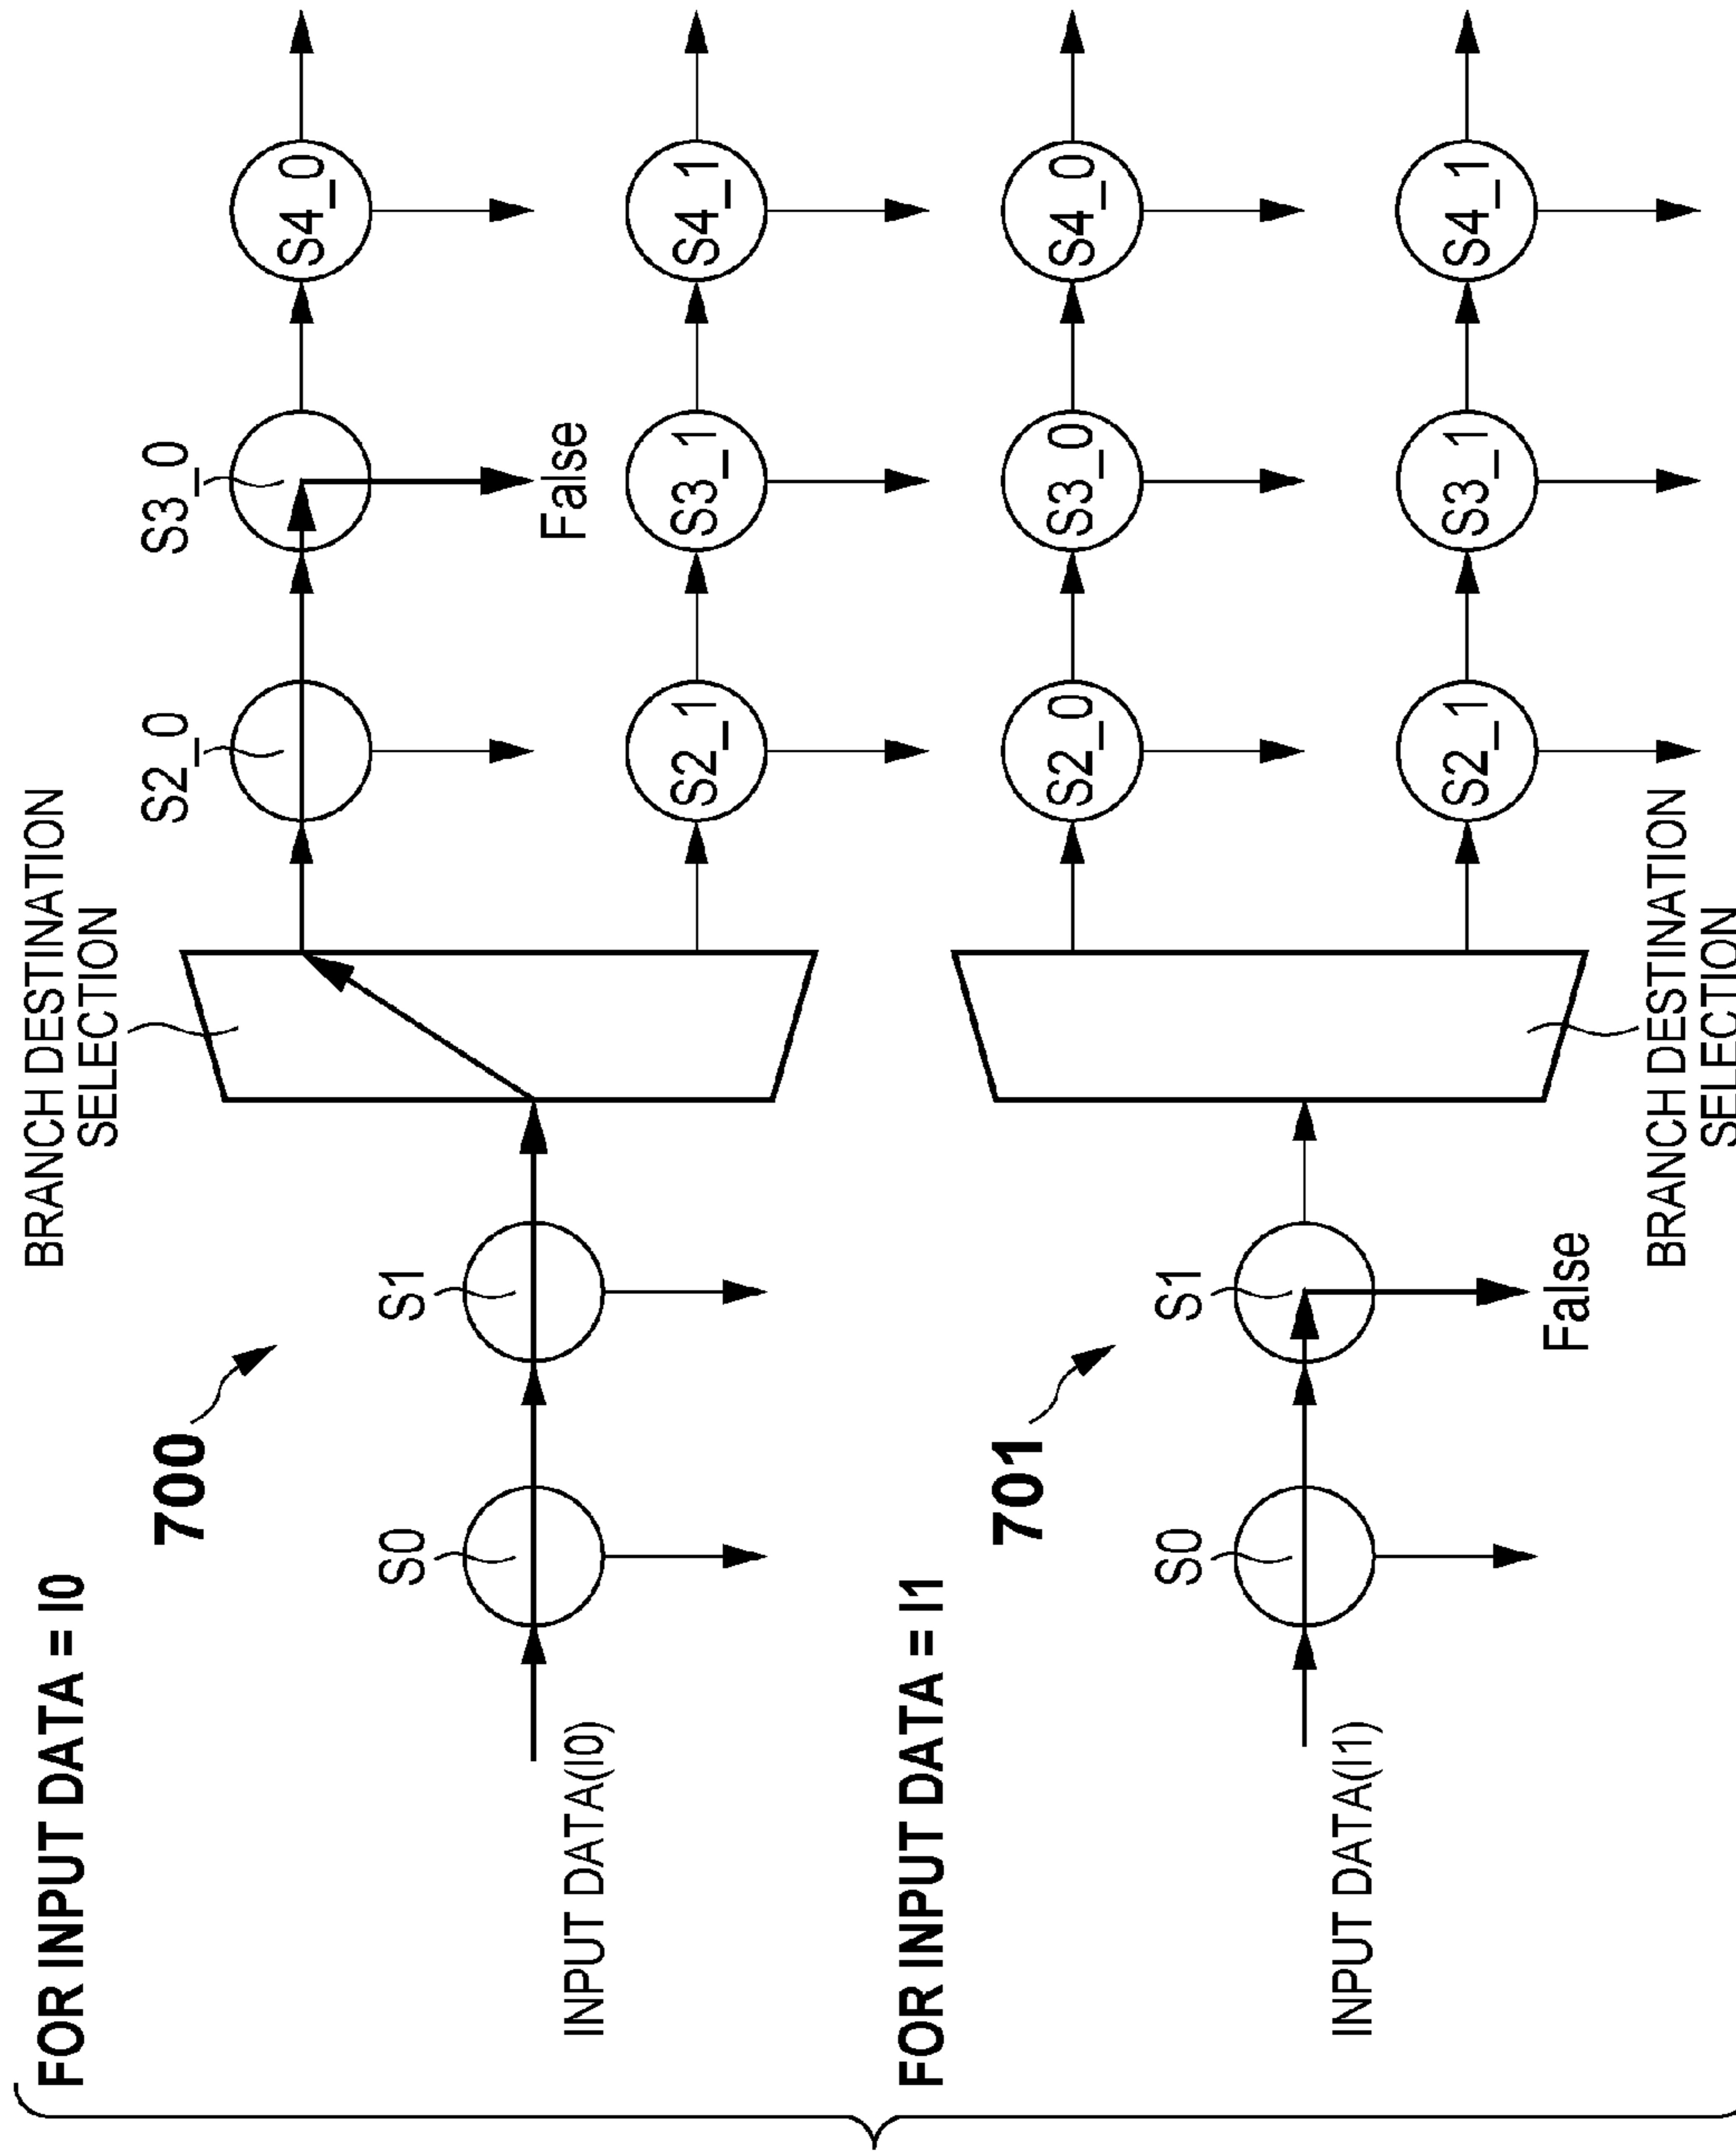 FOR INPUT DATA = I0
700
INPUT DATA(I0)
S0
S1
BRANCH DESTINATION
SELECTION
S2_0
S3_0
S4_0
False
S2_1
S3_1
S4_1
FOR INPUT DATA = I1
701
INPUT DATA(I1)
S0
S1
False
S2_0
S3_0
S4_0
S2_1
S3_1
S4_1
BRANCH DESTINATION
SELECTION